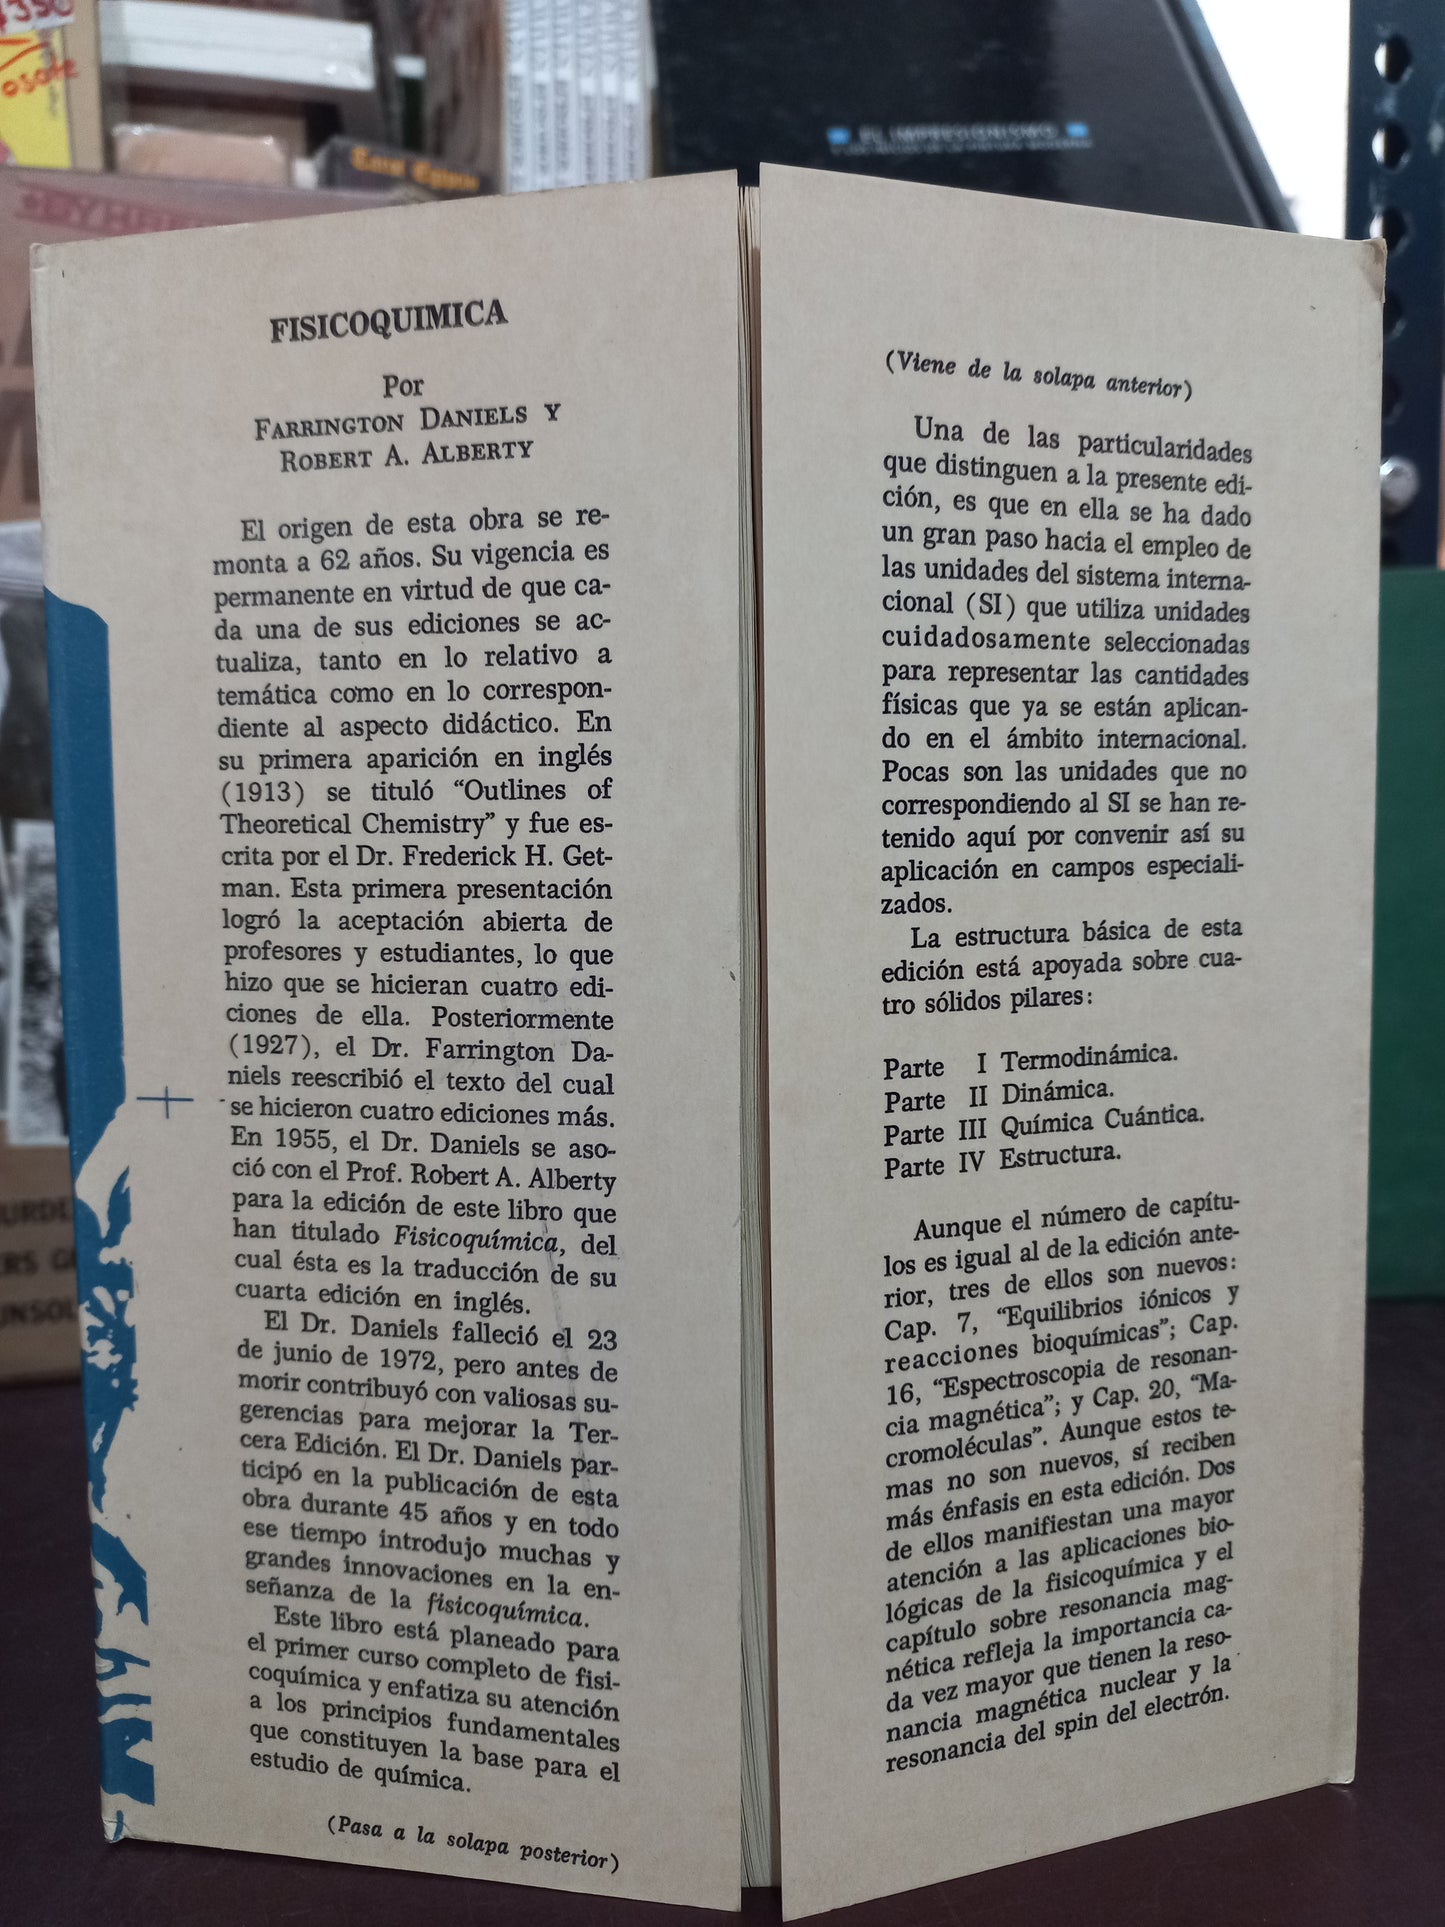 FISICOQUIMICA
Por
FARRINGTON DANIELS Y
ROBERT A. ALBERTY
El origen de esta obra se re-
monta a 62 años. Su vigencia es
permanente en virtud de que ca-
da una de sus ediciones se ac-
tualiza, tanto en lo relativo a
temática como en lo correspon-
diente al aspecto didáctico. En
su primera aparición en inglés
(1913) se tituló “Outlines of
Theoretical Chemistry” y fue es-
crita por el Dr. Frederick H. Get-
man. Esta primera presentación
logró la aceptación abierta de
profesores y estudiantes, lo que
hizo que se hicieran cuatro edi-
ciones de ella. Posteriormente
(1927), el Dr. Farrington Da-
niels reescribió el texto del cual
se hicieron cuatro ediciones más.
En 1955, el Dr. Daniels se aso-
ció con el Prof. Robert A. Alberty
para la edición de este libro que
han titulado Fisicoquímica, del
cual ésta es la traducción de su
cuarta edición en inglés.
El Dr. Daniels falleció el 23
de junio de 1972, pero antes de
morir contribuyó con valiosas su-
gerencias para mejorar la Ter-
cera Edición. El Dr. Daniels par-
ticipó en la publicación de esta
obra durante 45 años y en todo
ese tiempo introdujo muchas y
grandes innovaciones en la en-
señanza de la fisicoquímica.
Este libro está planeado para
el primer curso completo de fisi-
coquímica y enfatiza su atención
a los principios fundamentales
que constituyen la base para el
estudio de química.
(Pasa a la solapa posterior)
(Viene de la solapa anterior)
Una de las particularidades
que distinguen a la presente edi-
ción, es que en ella se ha dado
un gran paso hacia el empleo de
las unidades del sistema interna-
cional (SI) que utiliza unidades
cuidadosamente seleccionadas
para representar las cantidades
físicas que ya se están aplican-
do en el ámbito internacional.
Pocas son las unidades que no
correspondiendo al SI se han re-
tenido aquí por convenir así su
aplicación en campos especiali-
zados.
La estructura básica de esta
edición está apoyada sobre cua-
tro sólidos pilares:
Parte I Termodinámica.
Parte II Dinámica.
Parte III Química Cuántica.
Parte IV Estructura.
Aunque el número de capítu-
los es igual al de la edición ante-
rior, tres de ellos son nuevos:
Cap. 7, “Equilibrios iónicos y
reacciones bioquímicas”; Cap.
16, “Espectroscopia de resonan-
cia magnética”; y Cap. 20, “Ma-
cromoléculas”. Aunque estos te-
mas no son nuevos, sí reciben
más énfasis en esta edición. Dos
de ellos manifiestan una mayor
atención a las aplicaciones bio-
lógicas de la fisicoquímica y el
capítulo sobre resonancia mag-
nética refleja la importancia ca-
da vez mayor que tienen la reso-
nancia magnética nuclear y la
resonancia del spin del electrón.
EL IMPRESIONISMO